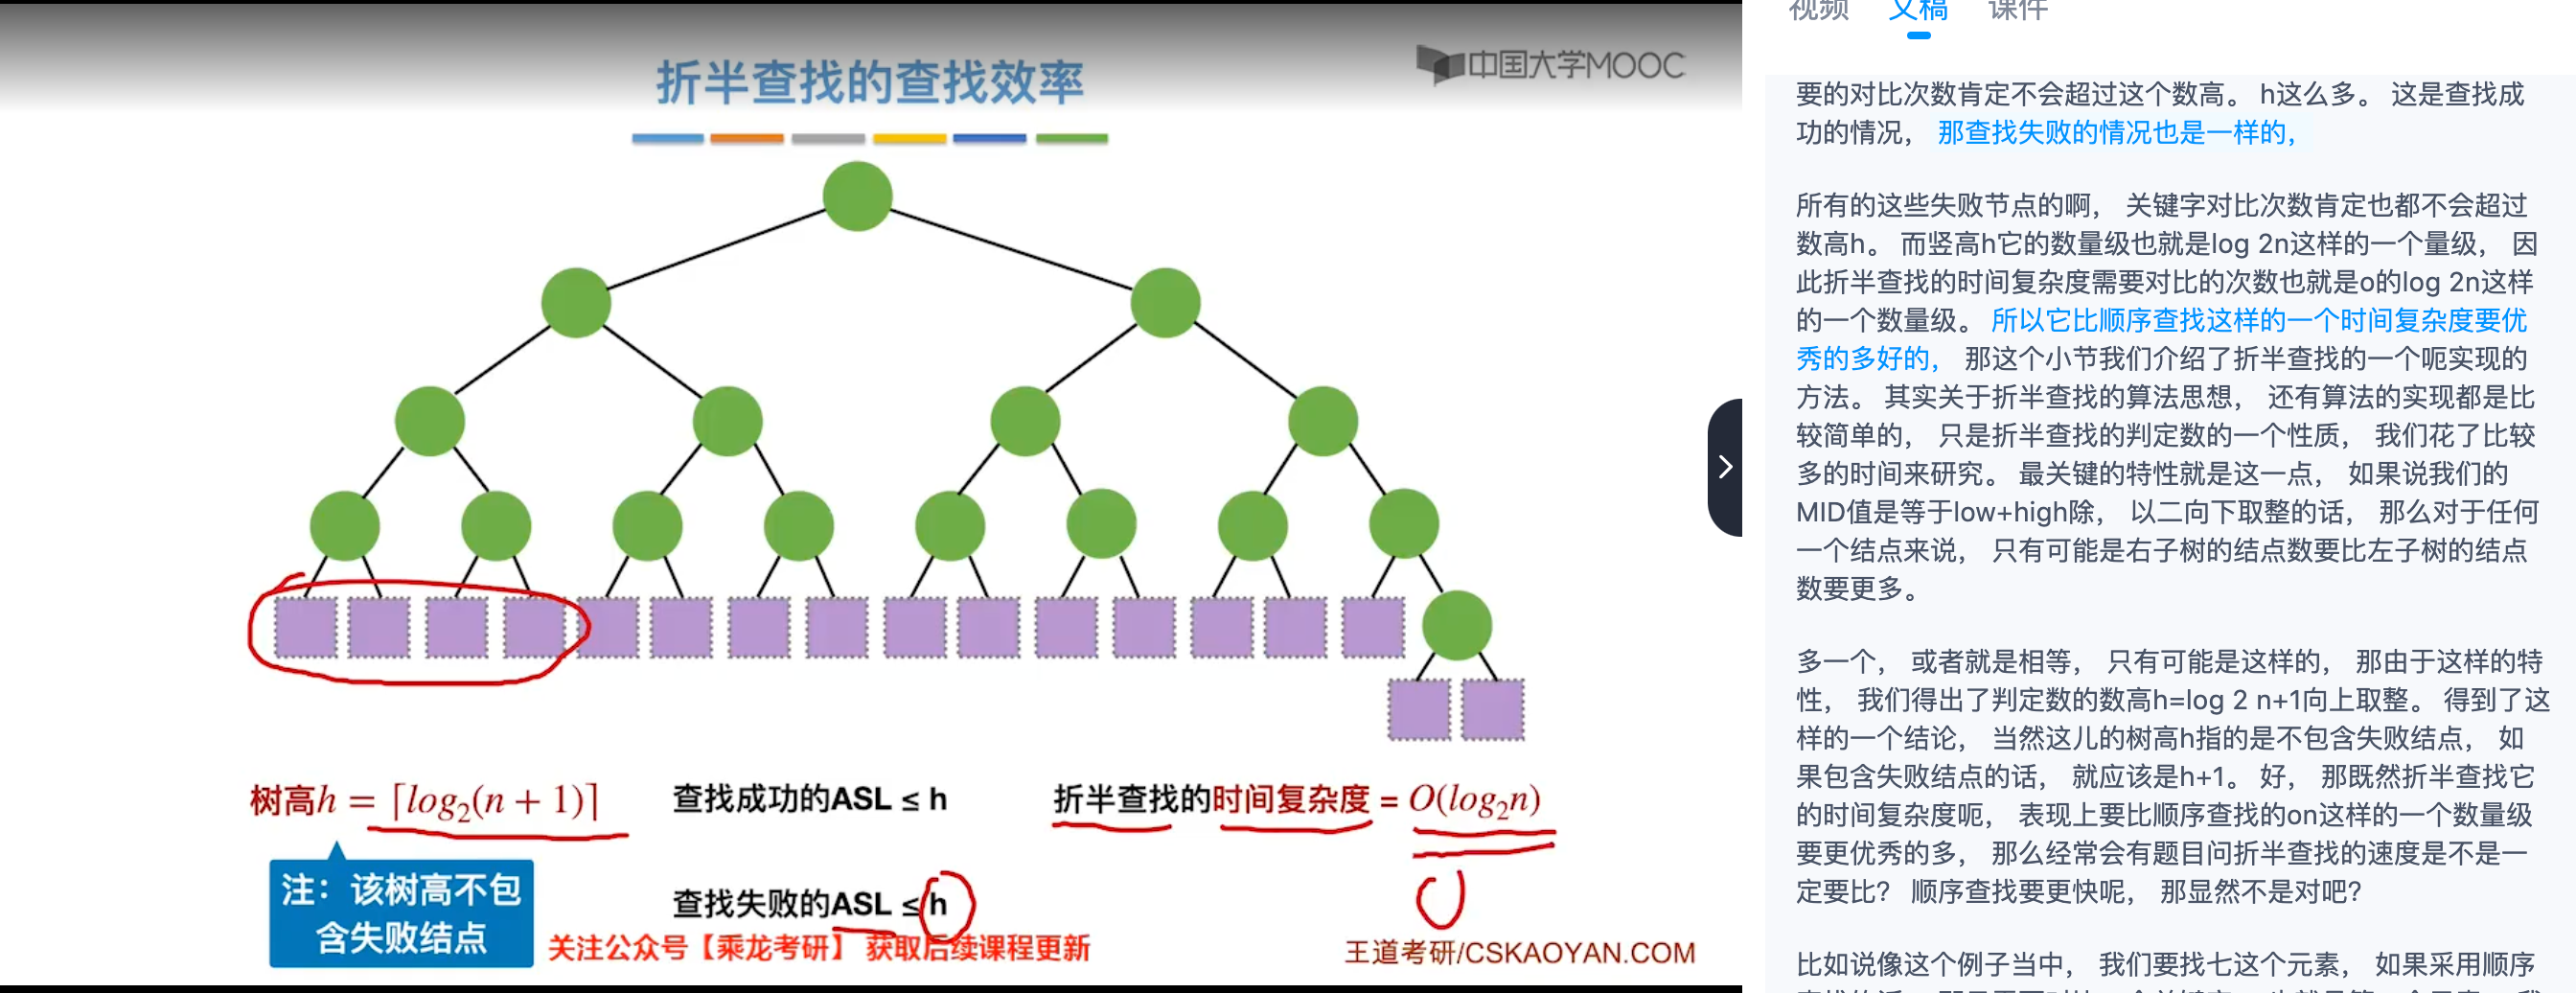 折半查找的查找效率
中国大学MOOC
树高h = ⌈log₂(n + 1)⌉
查找成功的ASL ≤ h
折半查找的时间复杂度 = O(log₂n)
注：该树高不包
含失败结点
查找失败的ASL ≤ h
关注公众号【乘龙考研】 获取后续课程更新
王道考研/CSKAOYAN.COM
视频 文稿 课件
要的对比次数肯定不会超过这个数高。 h这么多。 这是查找成
功的情况， 那查找失败的情况也是一样的，
所有的这些失败节点的啊， 关键字对比次数肯定也都不会超过
数高h。 而竖高h它的数量级也就是log 2n这样的一个量级， 因
此折半查找的时间复杂度需要对比的次数也就是o的log 2n这样
的一个数量级。 所以它比顺序查找这样的一个时间复杂度要优
秀的多好的， 那这个小节我们介绍了折半查找的一个呃实现的
方法。 其实关于折半查找的算法思想， 还有算法的实现都是比
较简单的， 只是折半查找的判定数的一个性质， 我们花了比较
多的时间来研究。 最关键的特性就是这一点， 如果说我们的
MID值是等于low+high除， 以二向下取整的话， 那么对于任何
一个结点来说， 只有可能是右子树的结点数要比左子树的结点
数要更多。
多一个， 或者就是相等， 只有可能是这样的， 那由于这样的特
性， 我们得出了判定数的数高h=log 2 n+1向上取整。 得到了这
样的一个结论， 当然这儿的树高h指的是不包含失败结点， 如
果包含失败结点的话， 就应该是h+1。 好， 那既然折半查找它
的时间复杂度呃， 表现上要比顺序查找的on这样的一个数量级
要更优秀的多， 那么经常会有题目问折半查找的速度是不是一
定要比？ 顺序查找要更快呢， 那显然不是对吧？
比如说像这个例子当中， 我们要找七这个元素， 如果采用顺序